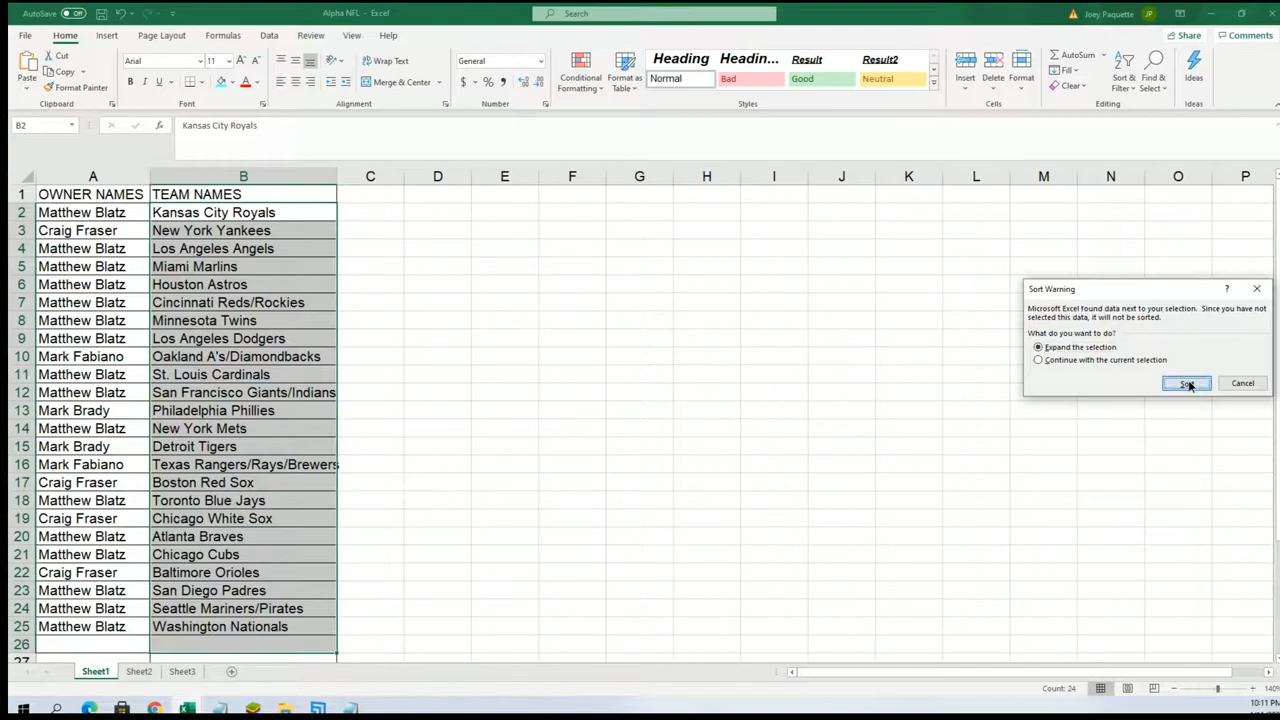 AutoSave Off Alpha NFL - Excel Search Joey Paquette JP
File Home Insert Page Layout Formulas Data Review View Help Share Comments
Cut
Copy
Format Painter
Paste
Clipboard
Arial 11
B I U
Font
Wrap Text
Merge & Center
Alignment
General
$ % ,
Number
Conditional
Formatting
Format as
Table
Heading Headin... Result Result2
Normal Bad Good Neutral
Styles
Insert Delete Format
Cells
AutoSum
Fill
Clear
Sort &
Filter
Find &
Select
Editing
Ideas
Ideas
B2 fx Kansas City Royals
A B C D E F G H I J K L M N O P
1 OWNER NAMES TEAM NAMES
2 Matthew Blatz Kansas City Royals
3 Craig Fraser New York Yankees
4 Matthew Blatz Los Angeles Angels
5 Matthew Blatz Miami Marlins
6 Matthew Blatz Houston Astros
7 Matthew Blatz Cincinnati Reds/Rockies
8 Matthew Blatz Minnesota Twins
9 Matthew Blatz Los Angeles Dodgers
10 Mark Fabiano Oakland A's/Diamondbacks
11 Matthew Blatz St. Louis Cardinals
12 Matthew Blatz San Francisco Giants/Indians
13 Mark Brady Philadelphia Phillies
14 Matthew Blatz New York Mets
15 Mark Brady Detroit Tigers
16 Mark Fabiano Texas Rangers/Rays/Brewers
17 Craig Fraser Boston Red Sox
18 Matthew Blatz Toronto Blue Jays
19 Craig Fraser Chicago White Sox
20 Matthew Blatz Atlanta Braves
21 Matthew Blatz Chicago Cubs
22 Craig Fraser Baltimore Orioles
23 Matthew Blatz San Diego Padres
24 Matthew Blatz Seattle Mariners/Pirates
25 Matthew Blatz Washington Nationals
26
27
Sort Warning ?
Microsoft Excel found data next to your selection. Since you have not
selected this data, it will not be sorted.
What do you want to do?
Expand the selection
Continue with the current selection
Sort Cancel
Sheet1 Sheet2 Sheet3
Count: 24 140%
10:11 PM